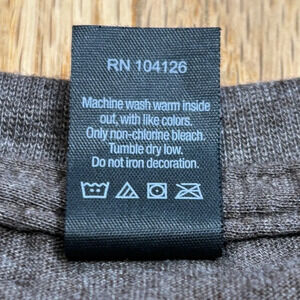 RN 104126
Machine wash warm inside
out, with like colors.
Only non-chlorine bleach.
Tumble dry low.
Do not iron decoration.